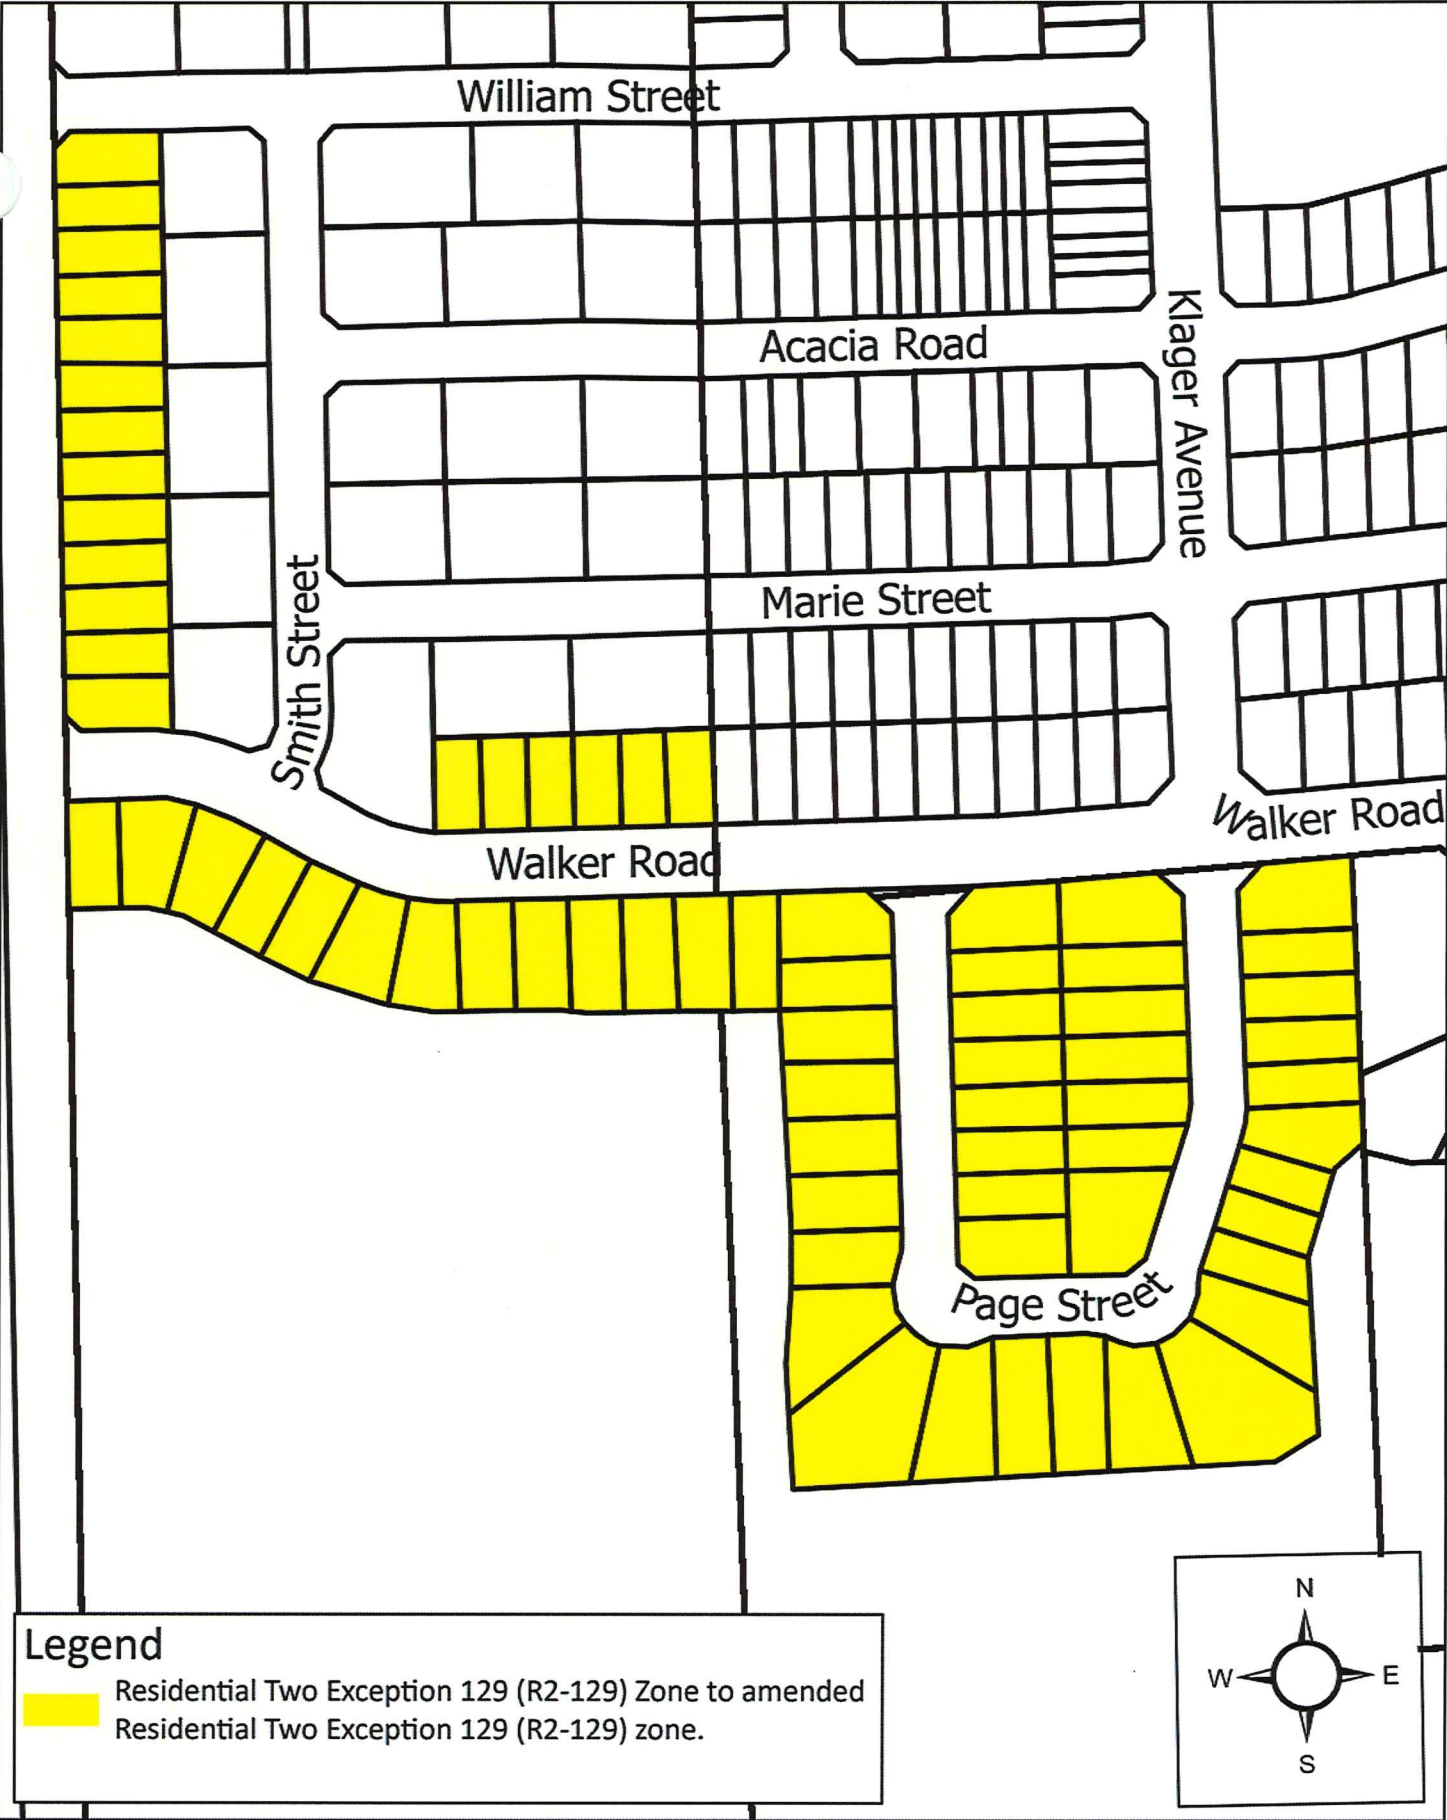 William Street
Acacia Road
Klager Avenue
Marie Street
Smith Street
Walker Road
Walker Road
Page Street
N
W
E
S
Legend
Residential Two Exception 129 (R2-129) Zone to amended
Residential Two Exception 129 (R2-129) zone.